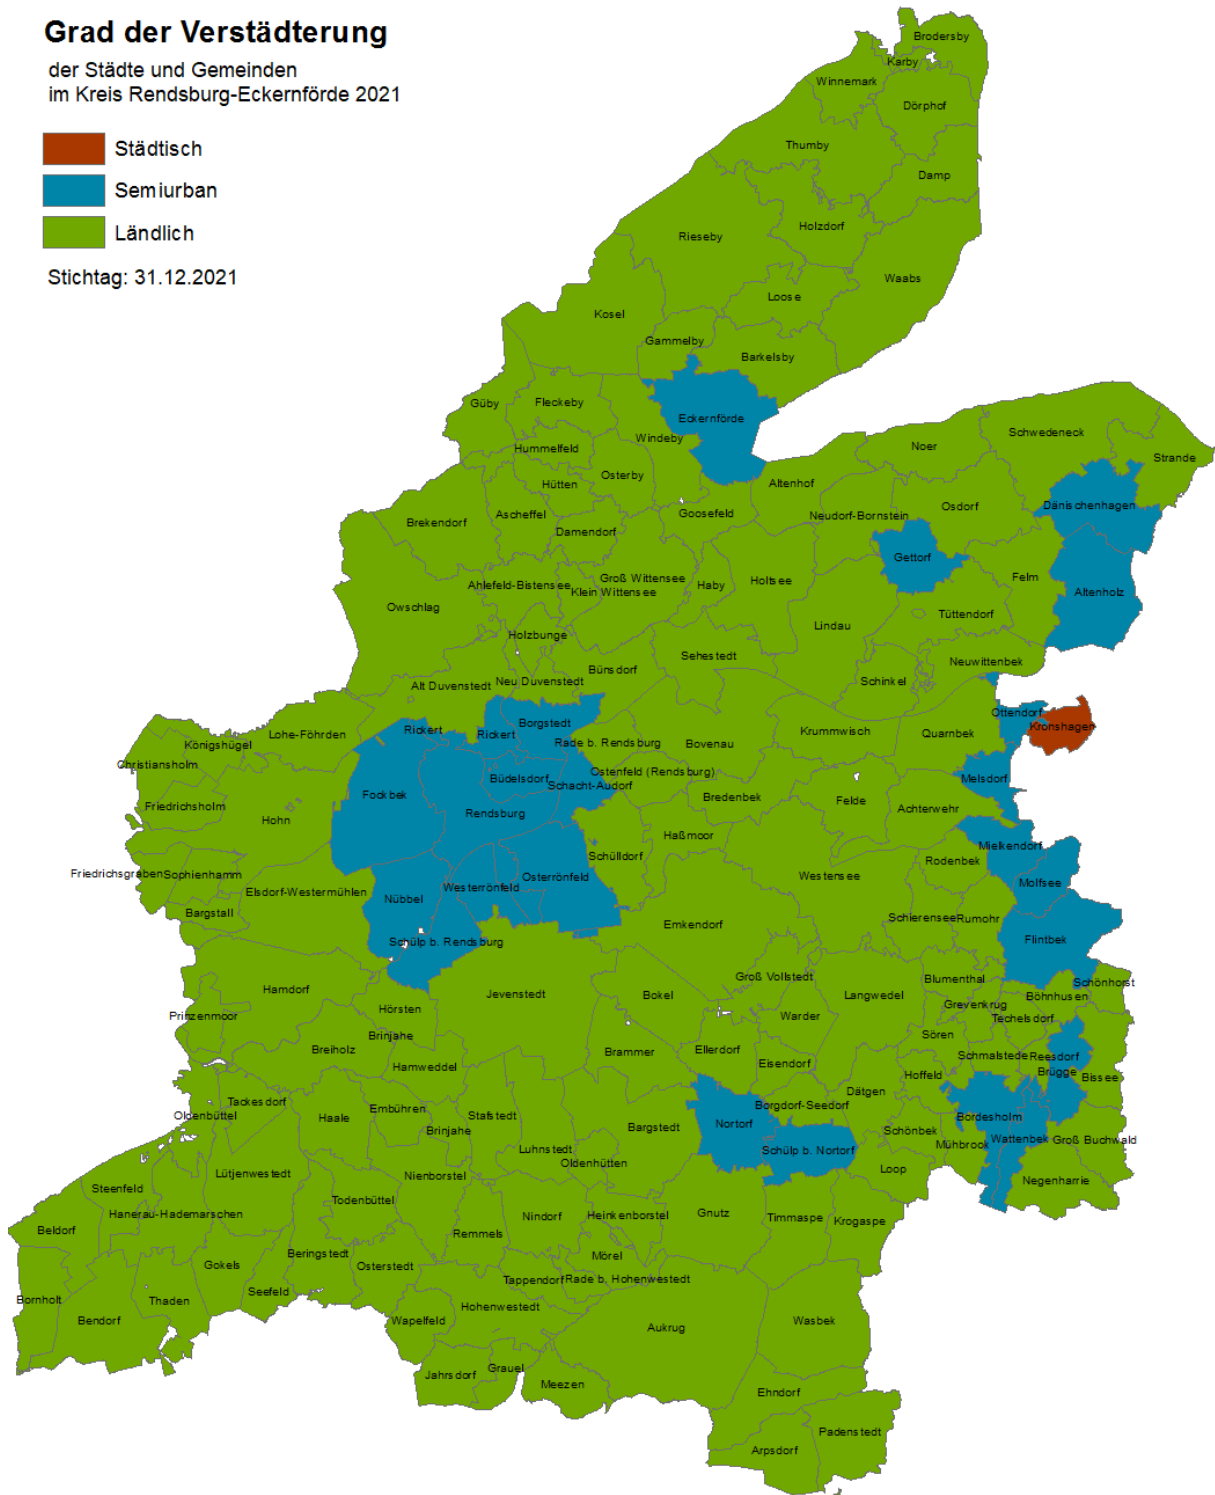 Grad der Verstädterung
der Städte und Gemeinden
im Kreis Rendsburg-Eckernförde 2021
Städtisch
Semiurban
Ländlich
Stichtag: 31.12.2021
Brodersby
Karby
Winnemark
Dörphof
Thumby
Damp
Holzdorf
Rieseby
Waabs
Loose
Kosel
Gammelby
Barkelsby
Güby
Fleckeby
Eckernförde
Windeby
Hummelfeld
Noer
Schwedeneck
Strande
Osterby
Hütten
Altenhof
Goosefeld
Neudorf-Bornstein
Osdorf
Dänischenhagen
Brekendorf
Ascheffel
Damendorf
Gettorf
Felm
Altenholz
Ahlefeld-Bistensee
Groß Wittensee
Klein Wittensee
Haby
Holtsee
Owschlag
Tüttendorf
Lindau
Holzbunge
Sehestedt
Neuwittenbek
Bünsdorf
Schinkel
Alt Duvenstedt
Neu Duvenstedt
Ottendorf
Kronshagen
Rickert
Rickert
Borgstedt
Lohe-Föhrden
Königshügel
Rade b. Rendsburg
Bovenau
Krummwisch
Quarnbek
Christiansholm
Ostenfeld (Rendsburg)
Büdelsdorf
Schacht-Audorf
Melsdorf
Fockbek
Bredenbek
Felde
Achterwehr
Friedrichsholm
Hohn
Rendsburg
Haßmoor
Mielkendorf
Schülldorf
Rodenbek
Friedrichsgraben
Sophienhamm
Westensee
Molfsee
Elsdorf-Westermühlen
Nübbel
Westerrönfeld
Osterrönfeld
Bargstall
Schierensee
Rumohr
Emkendorf
Schülp b. Rendsburg
Flintbek
Hamdorf
Jevenstedt
Bokel
Groß Vollstedt
Langwedel
Blumenthal
Schönhorst
Böhnhusen
Grevenkrug
Techelsdorf
Hörsten
Prinzenmoor
Warder
Brinjahe
Sören
Breiholz
Brammer
Ellerdorf
Schmalstede
Reesdorf
Eisendorf
Hamweddel
Hoffeld
Brügge
Bissee
Dätgen
Tackesdorf
Oldenbüttel
Haale
Embühren
Stafstedt
Borgdorf-Seedorf
Bordesholm
Brinjahe
Bargstedt
Nortorf
Schönbek
Wattenbek
Groß Buchwald
Mühbrook
Luhnstedt
Schülp b. Nortorf
Oldenhütten
Loop
Lütjenwestedt
Nienborstel
Negenharrie
Steenfeld
Todenbüttel
Hanerau-Hademarschen
Nindorf
Heinkenborstel
Gnutz
Timmaspe
Krogaspe
Beldorf
Remmels
Beringstedt
Mörel
Gokels
Osterstedt
Tappendorf
Rade b. Hohenwestedt
Seefeld
Bornholt
Thaden
Hohenwestedt
Bendorf
Wapelfeld
Aukrug
Wasbek
Grauel
Jahrsdorf
Meezen
Ehndorf
Padenstedt
Arpsdorf